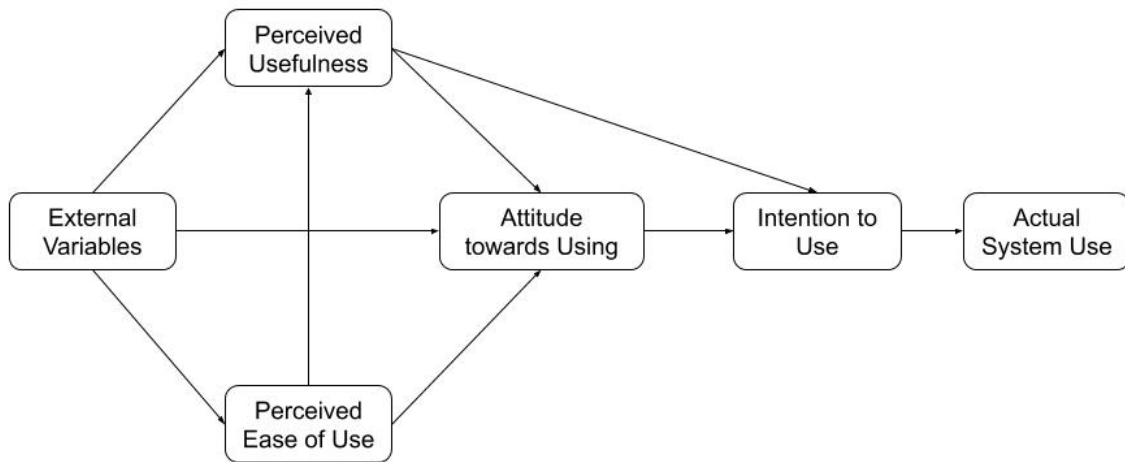 Perceived
Usefulness
External
Variables
Attitude
towards Using
Intention to
Use
Actual
System Use
Perceived
Ease of Use